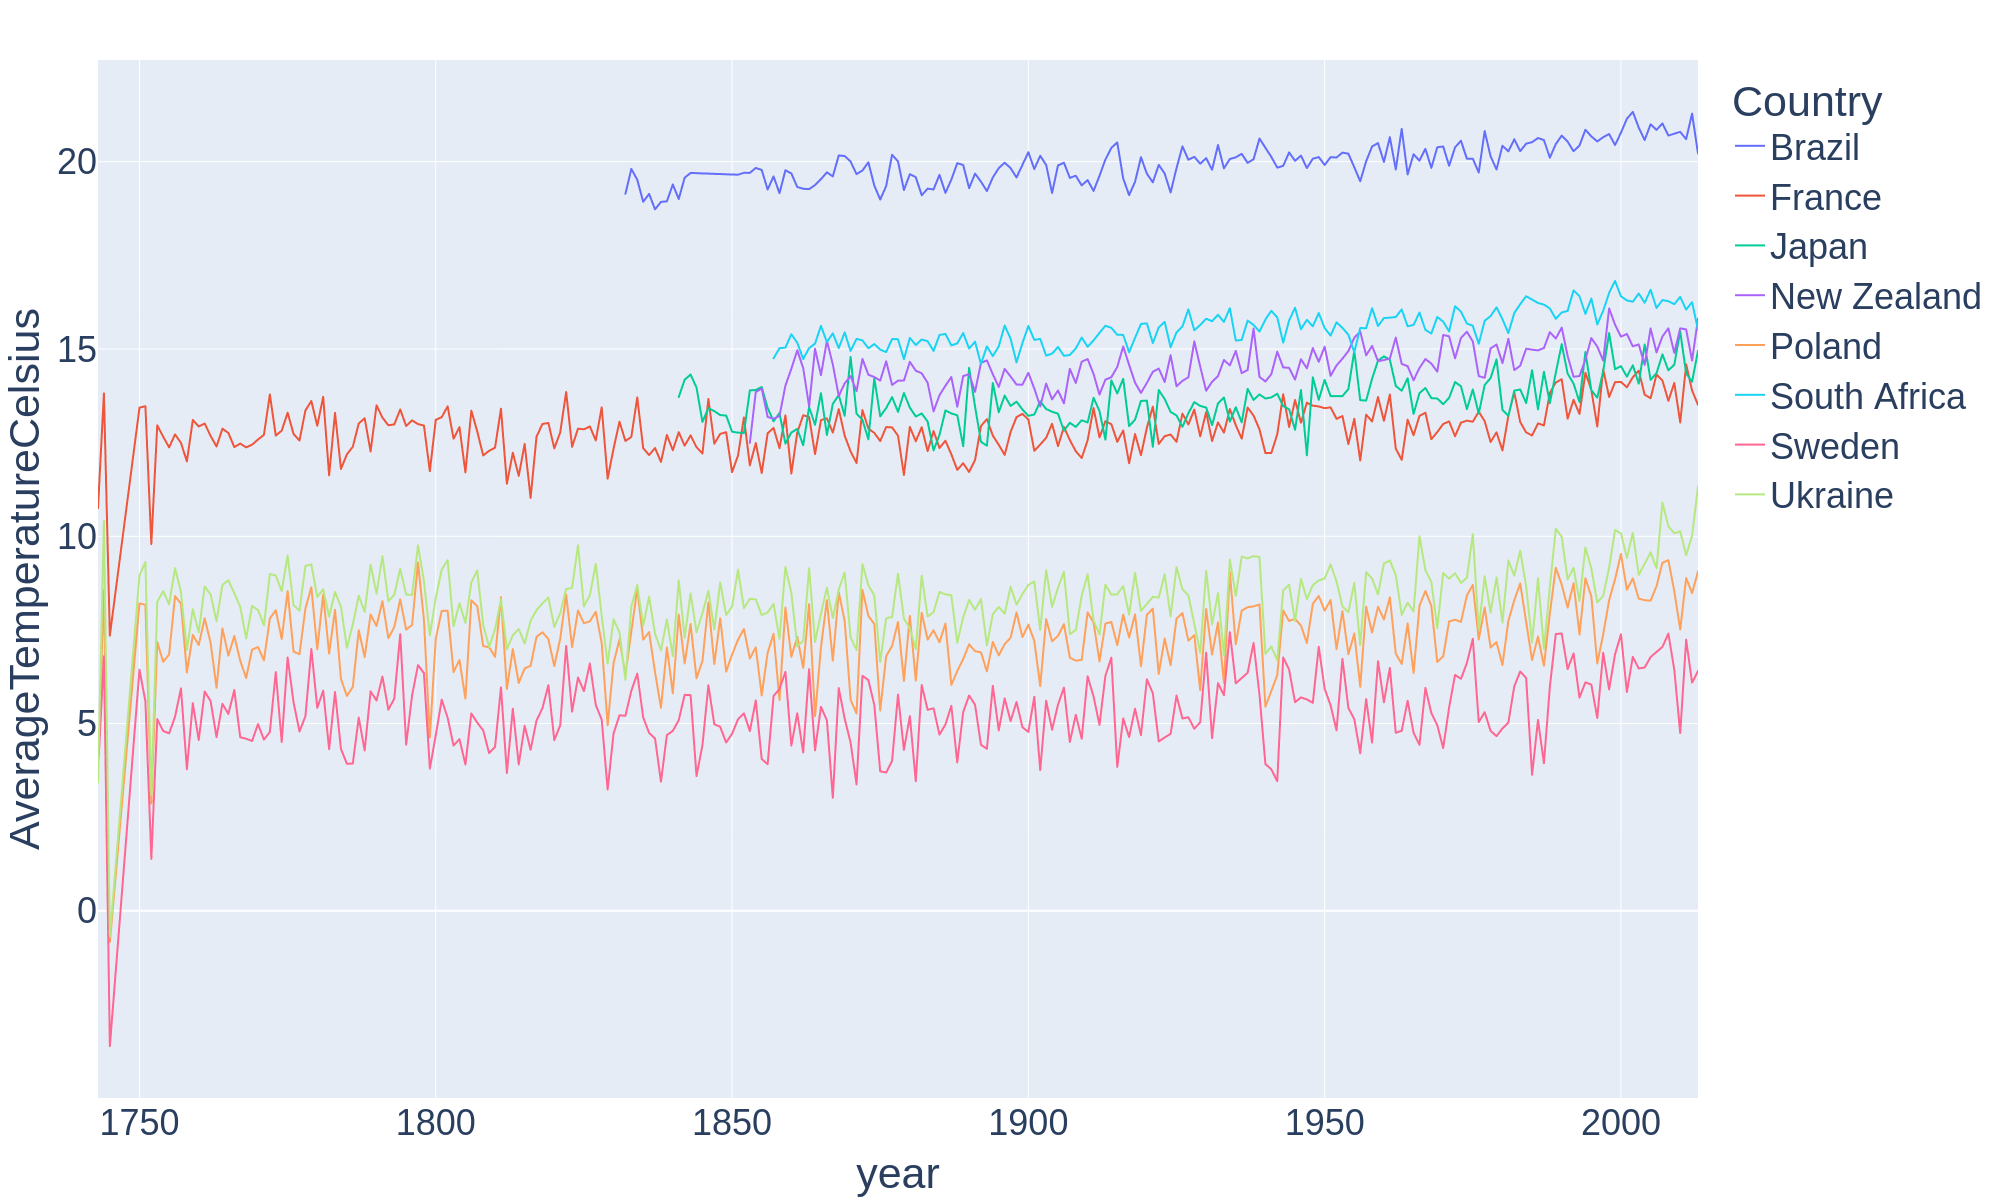 AverageTemperatureCelsius
20
15
10
5
0
1750
1800
1850
1900
1950
2000
year
Country
Brazil
France
Japan
New Zealand
Poland
South Africa
Sweden
Ukraine